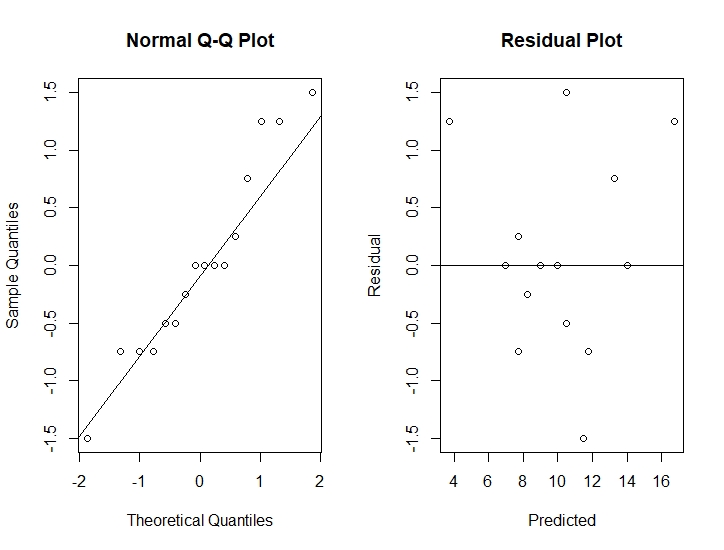 Normal Q-Q Plot
Sample Quantiles
1.5
1.0
0.5
0.0
-0.5
-1.0
-1.5
-2 -1 0 1 2
Theoretical Quantiles
Residual Plot
Residual
1.5
1.0
0.5
0.0
-0.5
-1.0
-1.5
4 6 8 10 12 14 16
Predicted